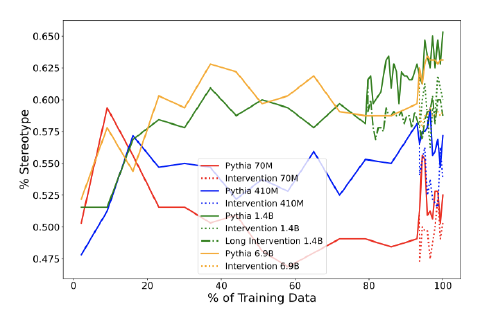 % Stereotype
0.650
0.625
0.600
0.575
0.550
0.525
0.500
0.475
Pythia 70M
Intervention 70M
Pythia 410M
Intervention 410M
Pythia 1.4B
Intervention 1.4B
Long Intervention 1.4B
Pythia 6.9B
Intervention 6.9B
0 20 40 60 80 100
% of Training Data